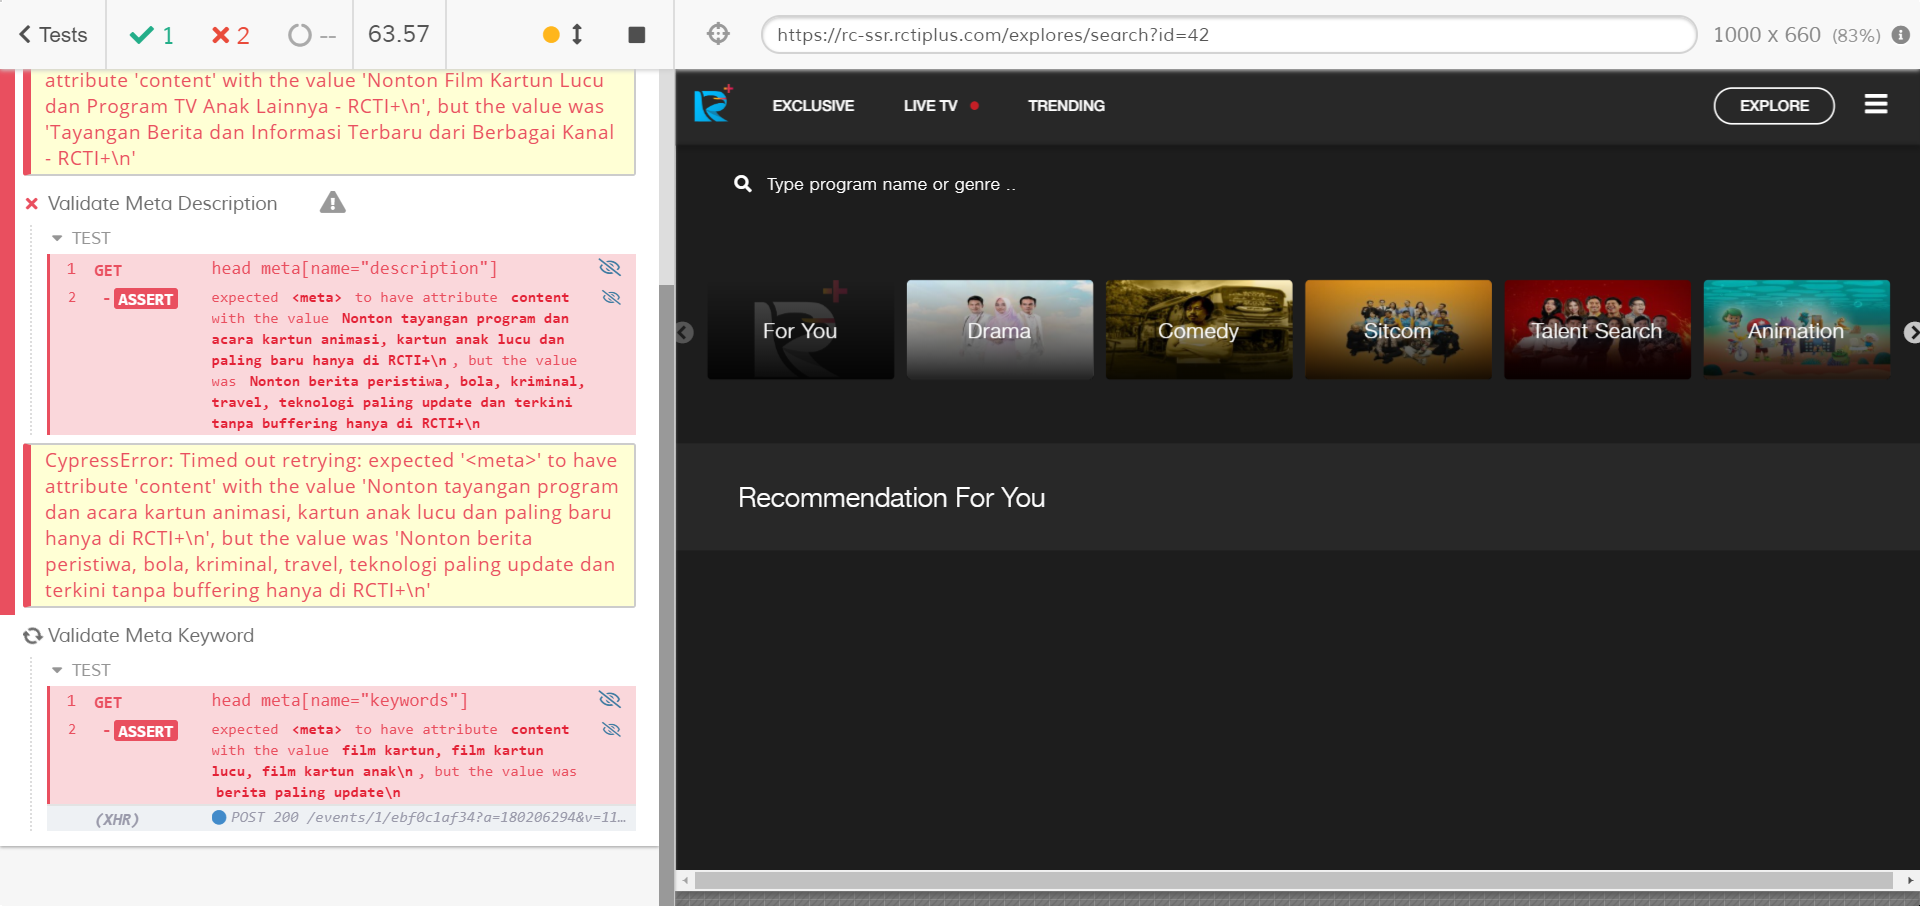 Tests
1
2
--
63.57
https://rc-ssr.rctiplus.com/explores/search?id=42
1000 x 660 (83%)
attribute 'content' with the value 'Nonton Film Kartun Lucu
dan Program TV Anak Lainnya - RCTI+\n', but the value was
'Tayangan Berita dan Informasi Terbaru dari Berbagai Kanal
- RCTI+\n'
Validate Meta Description
TEST
1 GET head meta[name="description"]
2 - ASSERT expected <meta> to have attribute content
with the value Nonton tayangan program dan
acara kartun animasi, kartun anak lucu dan
paling baru hanya di RCTI+\n , but the value
was Nonton berita peristiwa, bola, kriminal,
travel, teknologi paling update dan terkini
tanpa buffering hanya di RCTI+\n
CypressError: Timed out retrying: expected '<meta>' to have
attribute 'content' with the value 'Nonton tayangan program
dan acara kartun animasi, kartun anak lucu dan paling baru
hanya di RCTI+\n', but the value was 'Nonton berita
peristiwa, bola, kriminal, travel, teknologi paling update dan
terkini tanpa buffering hanya di RCTI+\n'
Validate Meta Keyword
TEST
1 GET head meta[name="keywords"]
2 - ASSERT expected <meta> to have attribute content
with the value film kartun, film kartun
lucu, film kartun anak\n , but the value was
berita paling update\n
(XHR) POST 200 /events/1/ebf0c1af34?a=180206294&v=11…
EXCLUSIVE
LIVE TV
TRENDING
EXPLORE
Type program name or genre ..
For You
Drama
Comedy
Sitcom
Talent Search
Animation
Recommendation For You